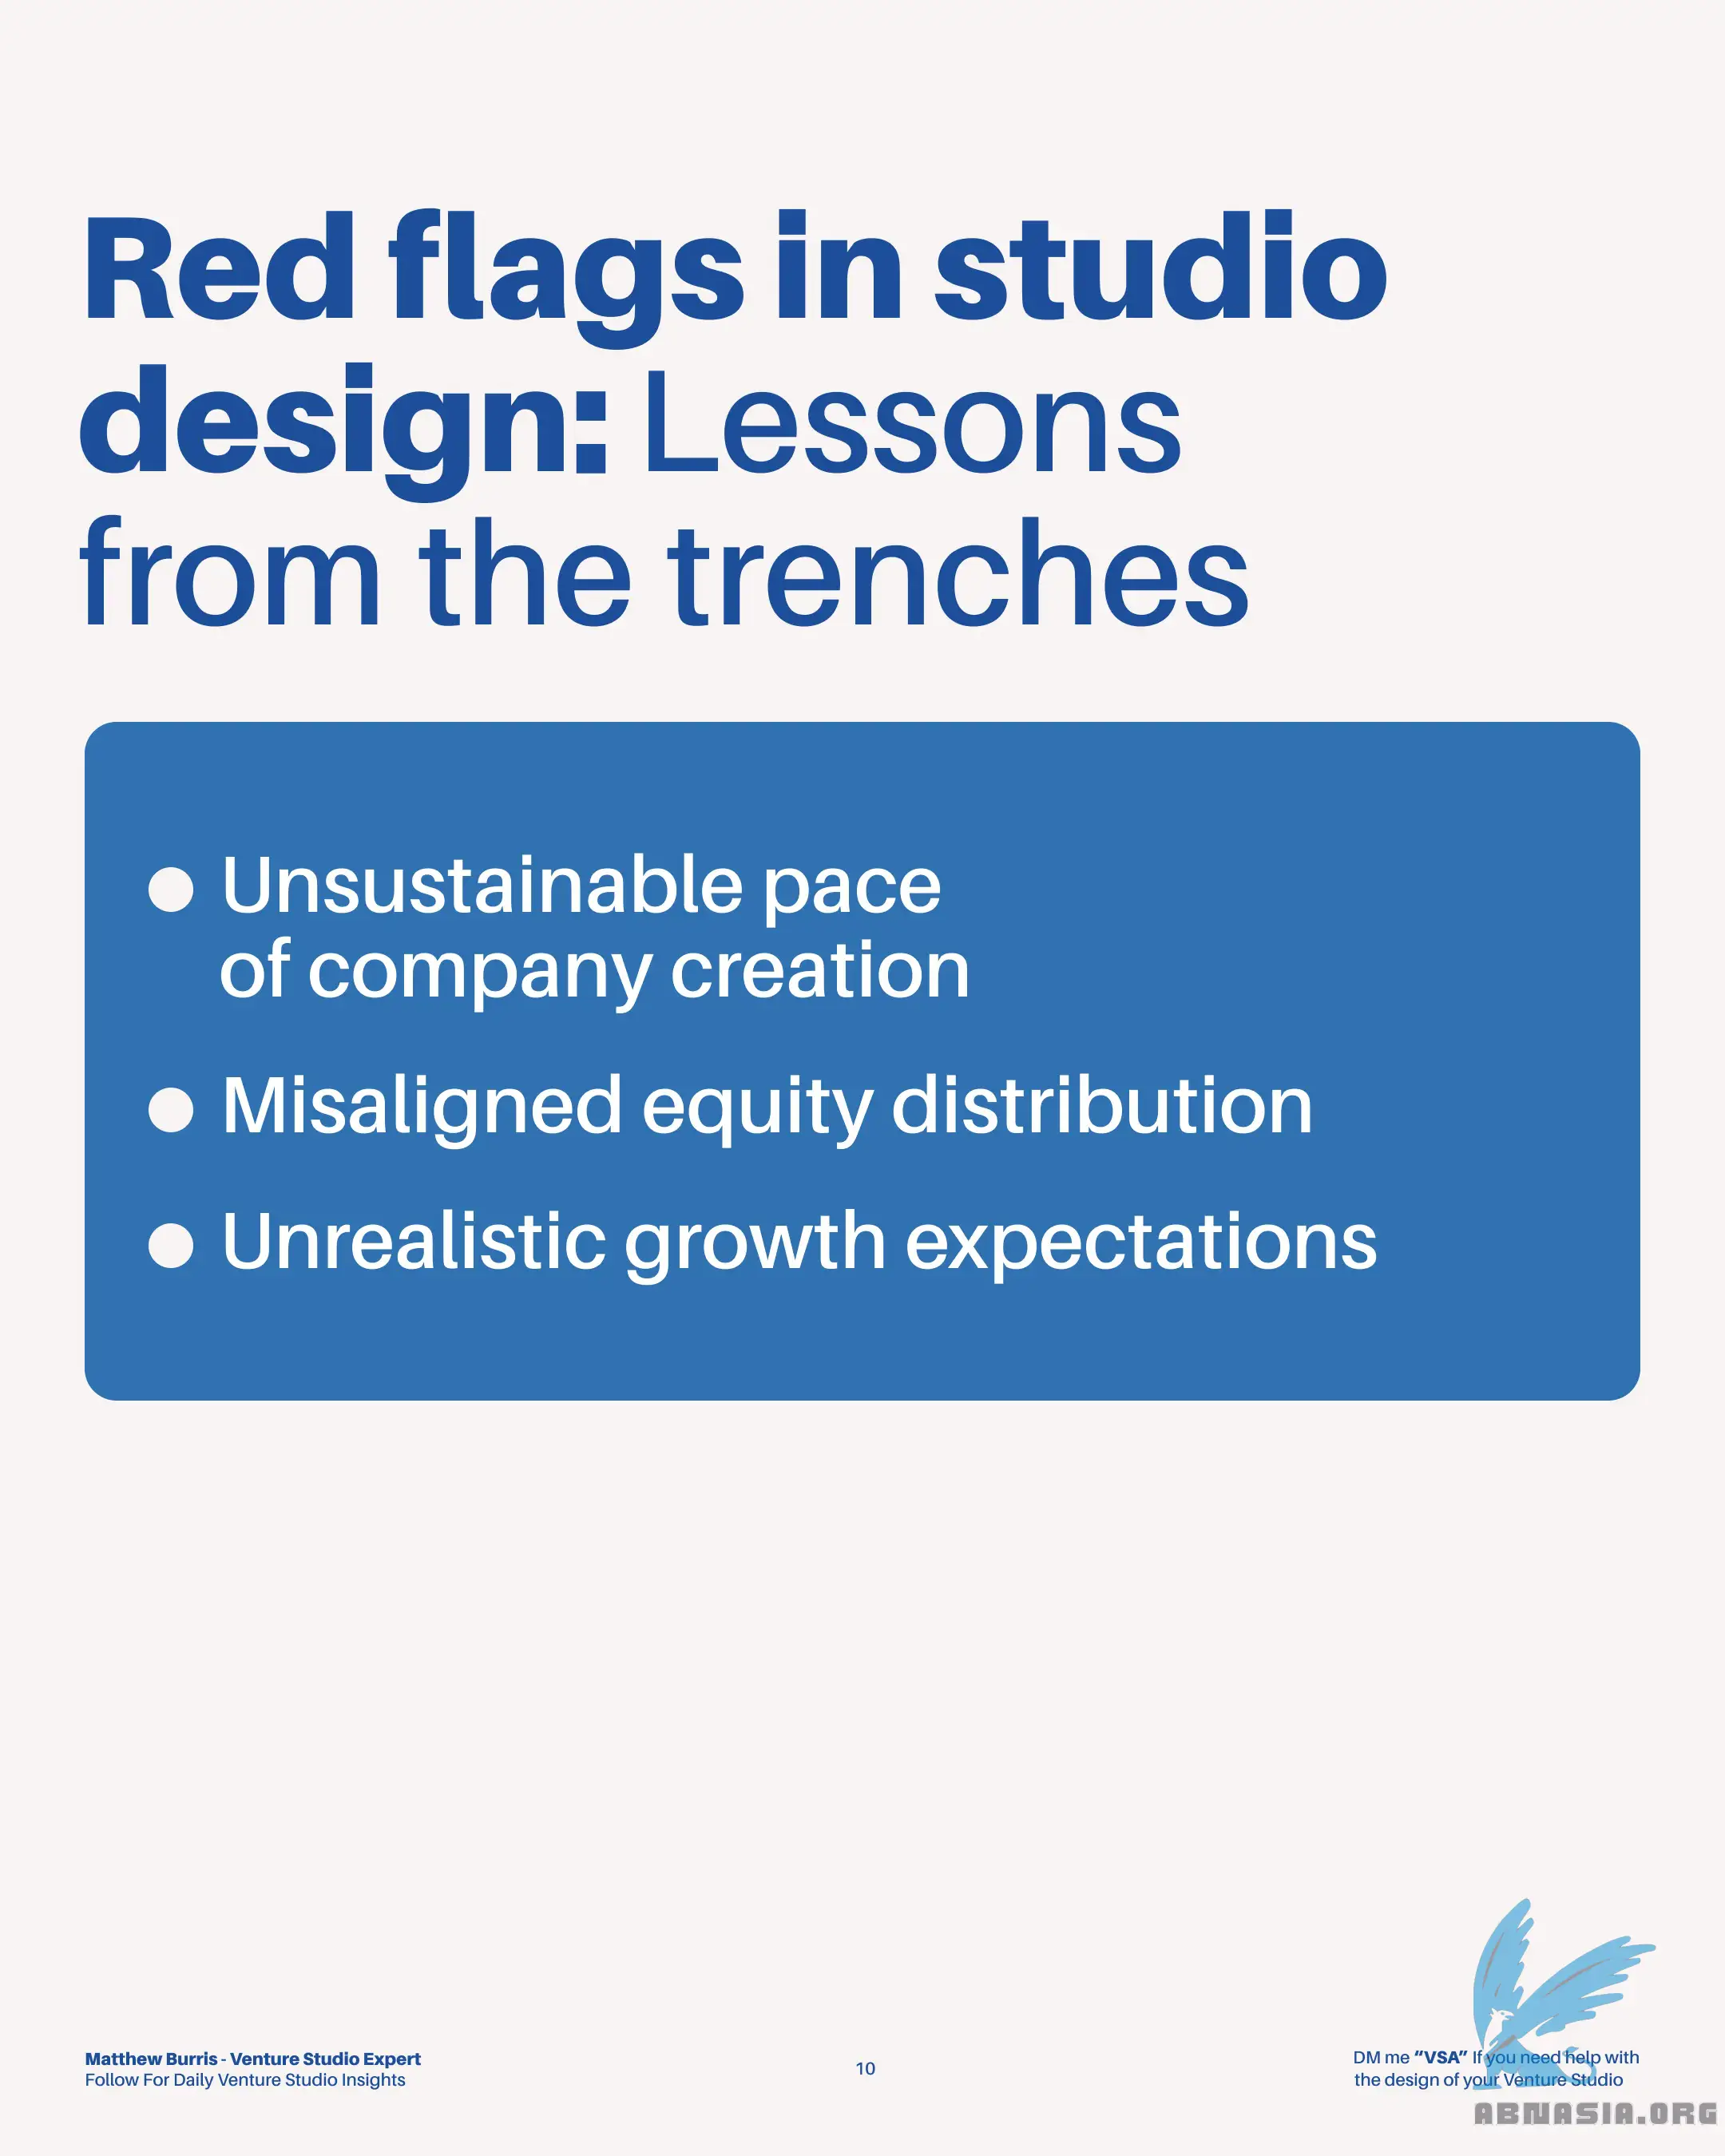 Red flags in studio
design: Lessons
from the trenches
Unsustainable pace
of company creation
Misaligned equity distribution
Unrealistic growth expectations
Matthew Burris - Venture Studio Expert
Follow For Daily Venture Studio Insights
10
DM me “VSA” If you need help with
the design of your Venture Studio
ABNASIA.ORG